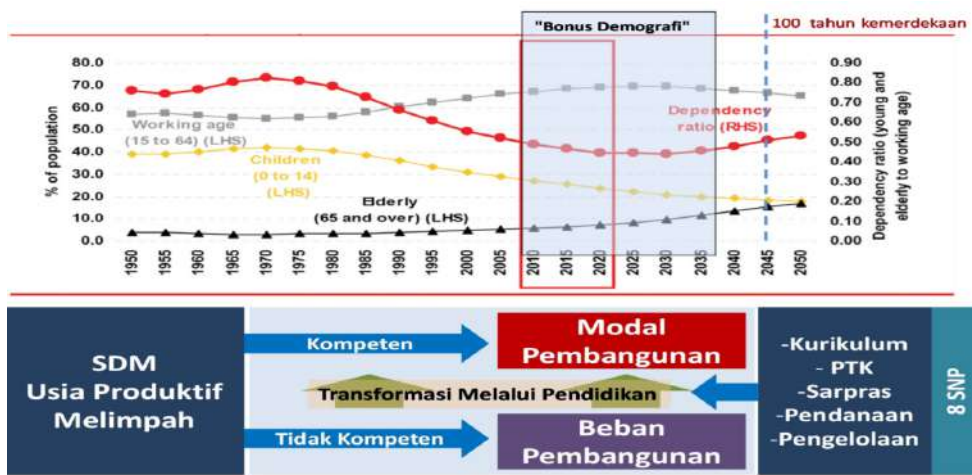 "Bonus Demografi"
100 tahun kemerdekaan
80.0
70.0
60.0
50.0
40.0
30.0
20.0
10.0
0.0
% of population
Working age
(15 to 64) (LHS)
Children
(0 to 14)
(LHS)
Elderly
(65 and over) (LHS)
Dependency
ratio (RHS)
0.90
0.80
0.70
0.60
0.50
0.40
0.30
0.20
0.10
0.00
Dependency ratio (young and
elderly to working age)
1950
1955
1960
1965
1970
1975
1980
1985
1990
1995
2000
2005
2010
2015
2020
2025
2030
2035
2040
2045
2050
SDM
Usia Produktif
Melimpah
Kompeten
Modal
Pembangunan
Transformasi Melalui Pendidikan
Tidak Kompeten
Beban
Pembangunan
-Kurikulum
- PTK
-Sarpras
-Pendanaan
-Pengelolaan
8 SNP